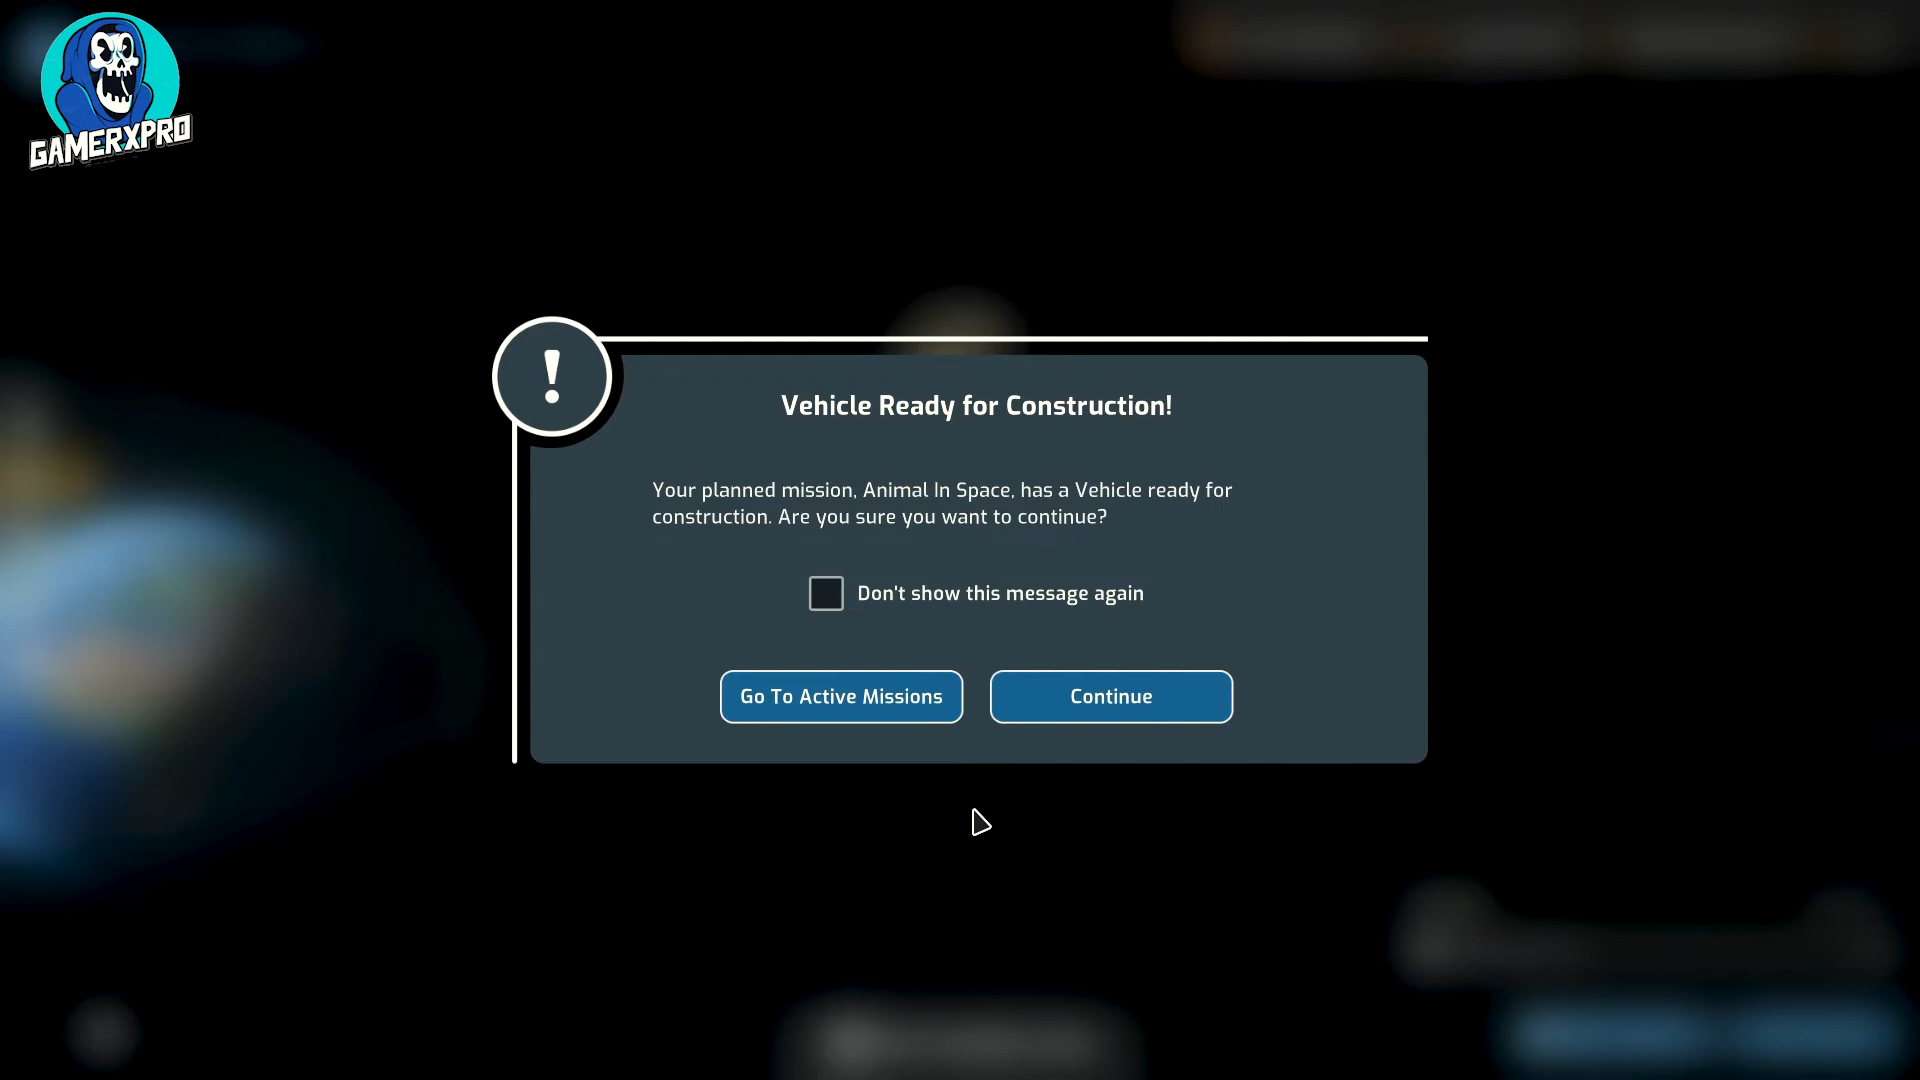 GAMERXPRO
!
Vehicle Ready for Construction!
Your planned mission, Animal In Space, has a Vehicle ready for
construction. Are you sure you want to continue?
Don't show this message again
Go To Active Missions
Continue